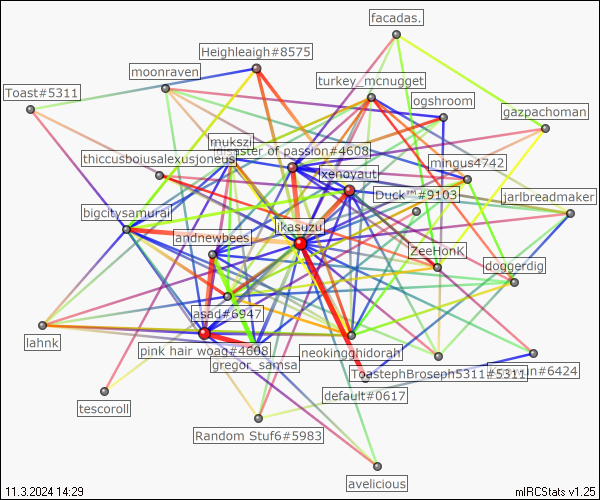 facadas.
Heighleaigh#8575
moonraven
turkey_mcnugget
Toast#5311
ogshroom
gazpachoman
mukszi
master of passion#4608
thiccusbojusalexusjoneus
mingus4742
xenoyaut
Duck™#9103
jarlbreadmaker
bigcitysamurai
ikasuzu
andnewbees
ZeeHonK
doggerdig
asad#6947
lahnk
pink hair woag#4608
neokingghidorah
gregor_samsa
ToastephBroseph5311#5311
#6424
default#0617
tescoroll
Random Stuf6#5983
avelicious
11.3.2024 14:29
mIRCStats v1.25